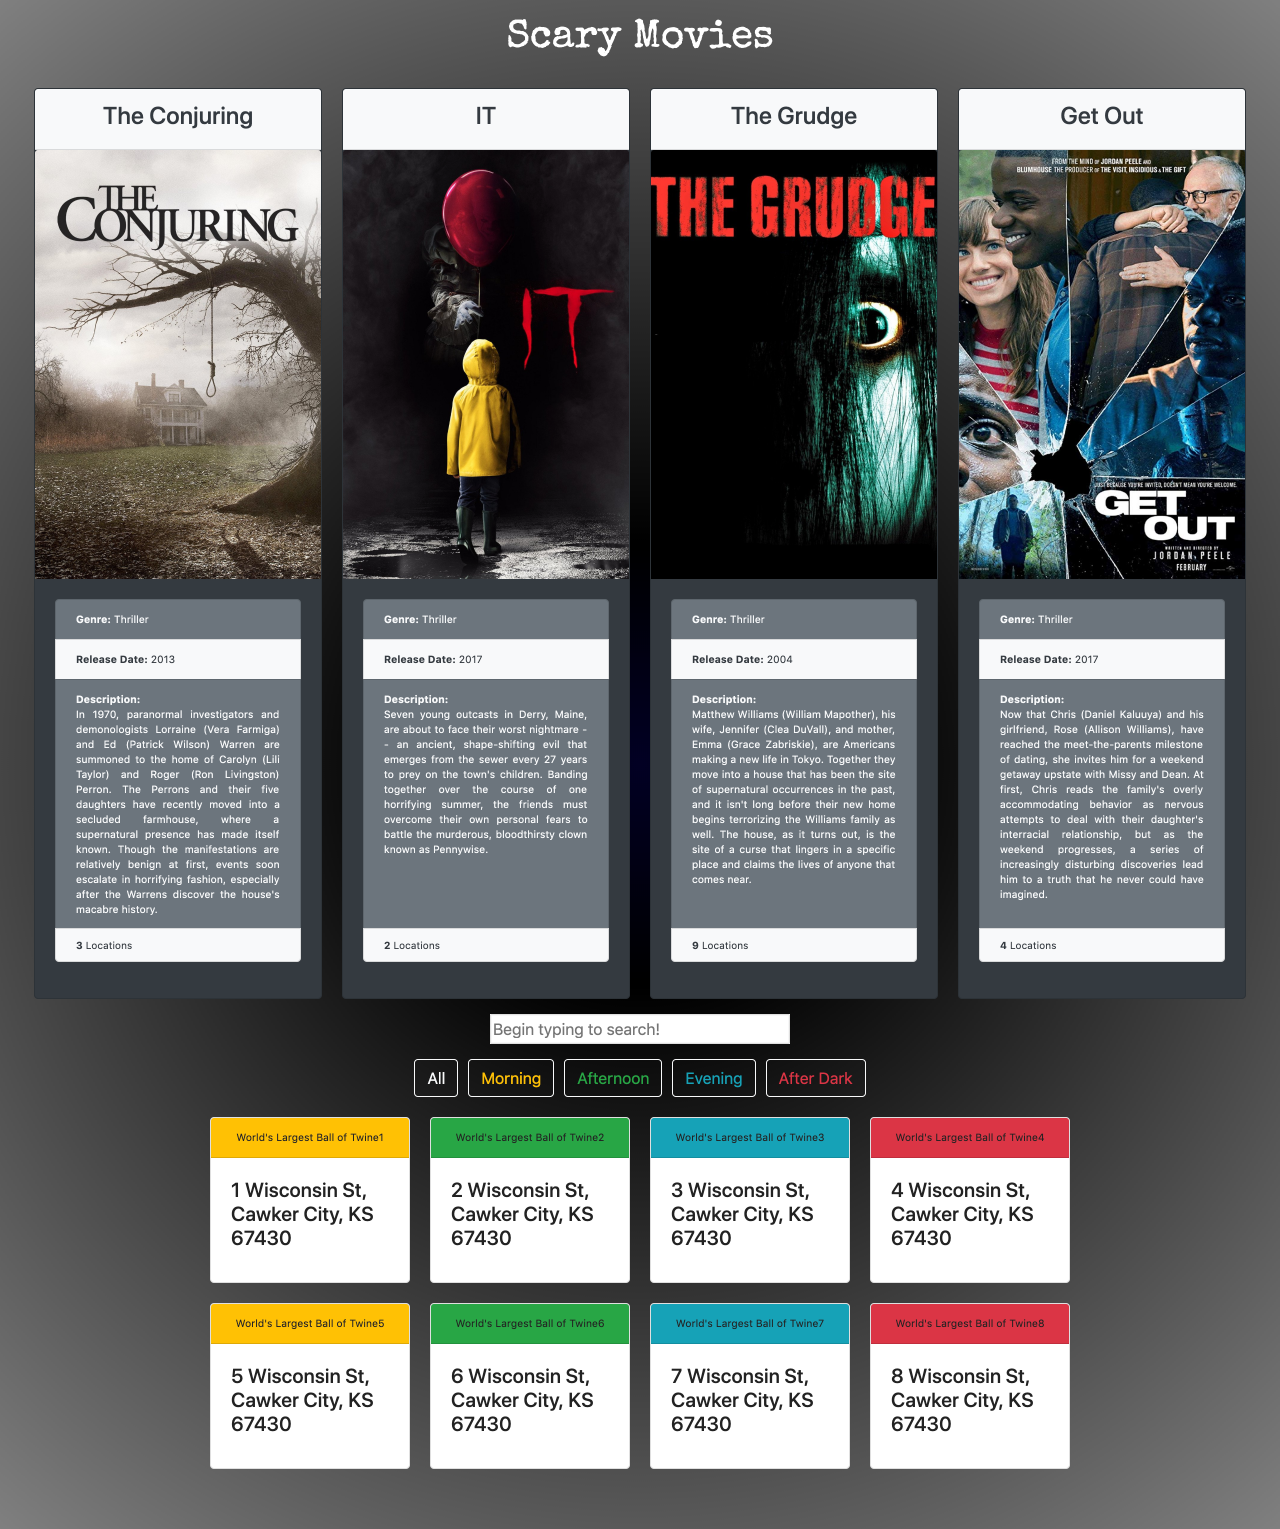 Scary Movies
The Conjuring
THE
CONJURING
Genre: Thriller
Release Date: 2013
Description:
In 1970, paranormal investigators and
demonologists Lorraine (Vera Farmiga)
and Ed (Patrick Wilson) Warren are
summoned to the home of Carolyn (Lili
Taylor) and Roger (Ron Livingston)
Perron. The Perrons and their five
daughters have recently moved into a
secluded farmhouse, where a
supernatural presence has made itself
known. Though the manifestations are
relatively benign at first, events soon
escalate in horrifying fashion, especially
after the Warrens discover the house's
macabre history.
3 Locations
IT
IT
Genre: Thriller
Release Date: 2017
Description:
Seven young outcasts in Derry, Maine,
are about to face their worst nightmare -
- an ancient, shape-shifting evil that
emerges from the sewer every 27 years
to prey on the town's children. Banding
together over the course of one
horrifying summer, the friends must
overcome their own personal fears to
battle the murderous, bloodthirsty clown
known as Pennywise.
2 Locations
The Grudge
THE GRUDGE
Genre: Thriller
Release Date: 2004
Description:
Matthew Williams (William Mapother), his
wife, Jennifer (Clea DuVall), and mother,
Emma (Grace Zabriskie), are Americans
making a new life in Tokyo. Together they
move into a house that has been the site
of supernatural occurrences in the past,
and it isn't long before their new home
begins terrorizing the Williams family as
well. The house, as it turns out, is the
site of a curse that lingers in a specific
place and claims the lives of anyone that
comes near.
9 Locations
Get Out
FROM THE MIND OF JORDAN PEELE AND
BLUMHOUSE THE PRODUCER OF THE VISIT, INSIDIOUS & THE GIFT
JUST BECAUSE YOU'RE INVITED, DOESN'T MEAN YOU'RE WELCOME.
GET
OUT
WRITTEN AND DIRECTED BY
JORDAN PEELE
FEBRUARY
Genre: Thriller
Release Date: 2017
Description:
Now that Chris (Daniel Kaluuya) and his
girlfriend, Rose (Allison Williams), have
reached the meet-the-parents milestone
of dating, she invites him for a weekend
getaway upstate with Missy and Dean. At
first, Chris reads the family's overly
accommodating behavior as nervous
attempts to deal with their daughter's
interracial relationship, but as the
weekend progresses, a series of
increasingly disturbing discoveries lead
him to a truth that he never could have
imagined.
4 Locations
Begin typing to search!
All
Morning
Afternoon
Evening
After Dark
World's Largest Ball of Twine1
1 Wisconsin St,
Cawker City, KS
67430
World's Largest Ball of Twine2
2 Wisconsin St,
Cawker City, KS
67430
World's Largest Ball of Twine3
3 Wisconsin St,
Cawker City, KS
67430
World's Largest Ball of Twine4
4 Wisconsin St,
Cawker City, KS
67430
World's Largest Ball of Twine5
5 Wisconsin St,
Cawker City, KS
67430
World's Largest Ball of Twine6
6 Wisconsin St,
Cawker City, KS
67430
World's Largest Ball of Twine7
7 Wisconsin St,
Cawker City, KS
67430
World's Largest Ball of Twine8
8 Wisconsin St,
Cawker City, KS
67430